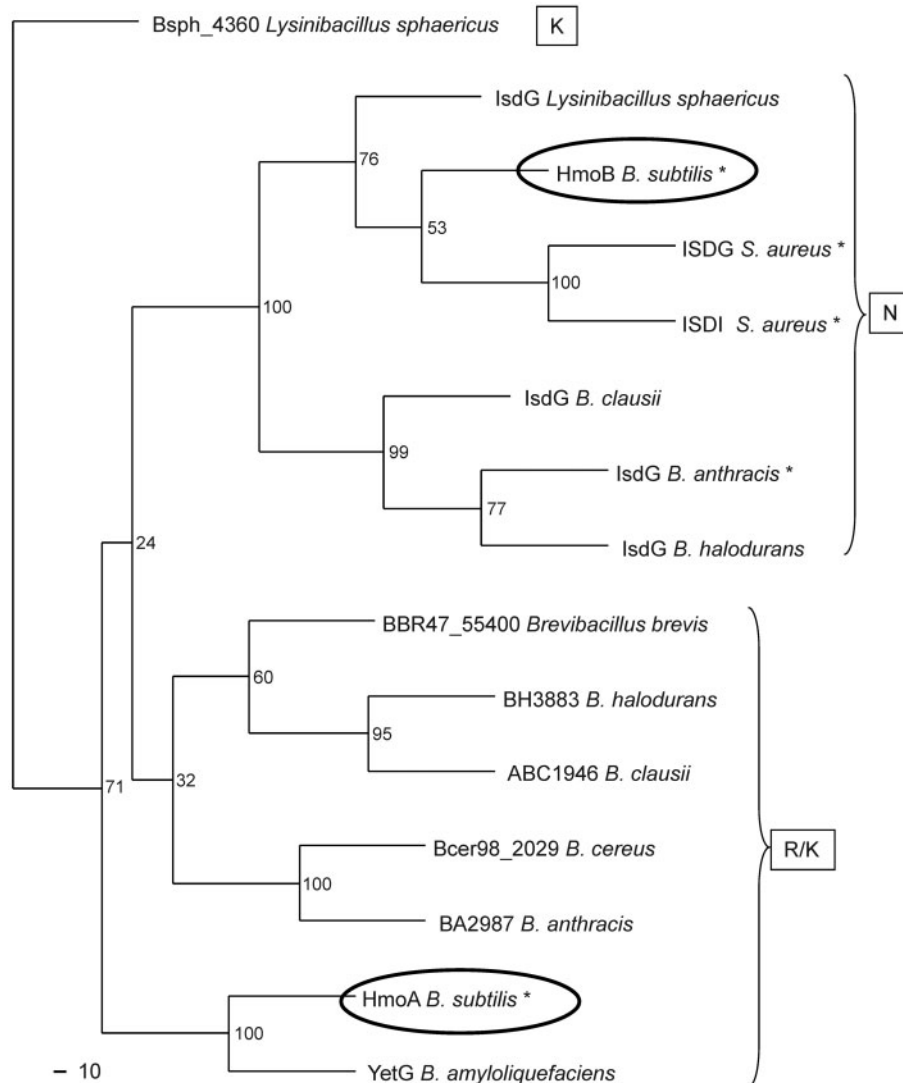 Bsph_4360 Lysinibacillus sphaericus K
IsdG Lysinibacillus sphaericus
76
HmoB B. subtilis *
53
ISDG S. aureus *
100
ISDI S. aureus *
100
N
IsdG B. clausii
99
IsdG B. anthracis *
77
24
IsdG B. halodurans
BBR47_55400 Brevibacillus brevis
60
BH3883 B. halodurans
95
ABC1946 B. clausii
32
71
Bcer98_2029 B. cereus
R/K
100
BA2987 B. anthracis
HmoA B. subtilis *
100
10
YetG B. amyloliquefaciens